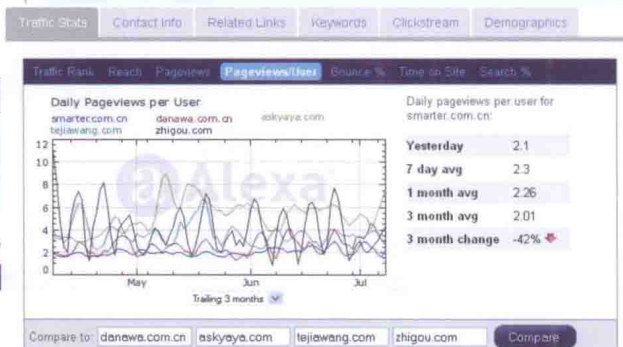 Traffic Stats Contact Info Related Links Keywords Clickstream Demographics
Traffic Rank Reach Pageviews Pageviews/User Bounce % Time on Site Search %
Daily Pageviews per User
smarter.com.cn danawa.com.cn askyaya.com
tejiawang.com zhigou.com
12
10
8
6
4
2
0
Alexa
May Jun Jul
Trailing 3 months
Daily pageviews per user for
smarter.com.cn:
Yesterday 2.1
7 day avg 2.3
1 month avg 2.26
3 month avg 2.01
3 month change -42%
Compare to: danawa.com.cn askyaya.com tejiawang.com zhigou.com Compare